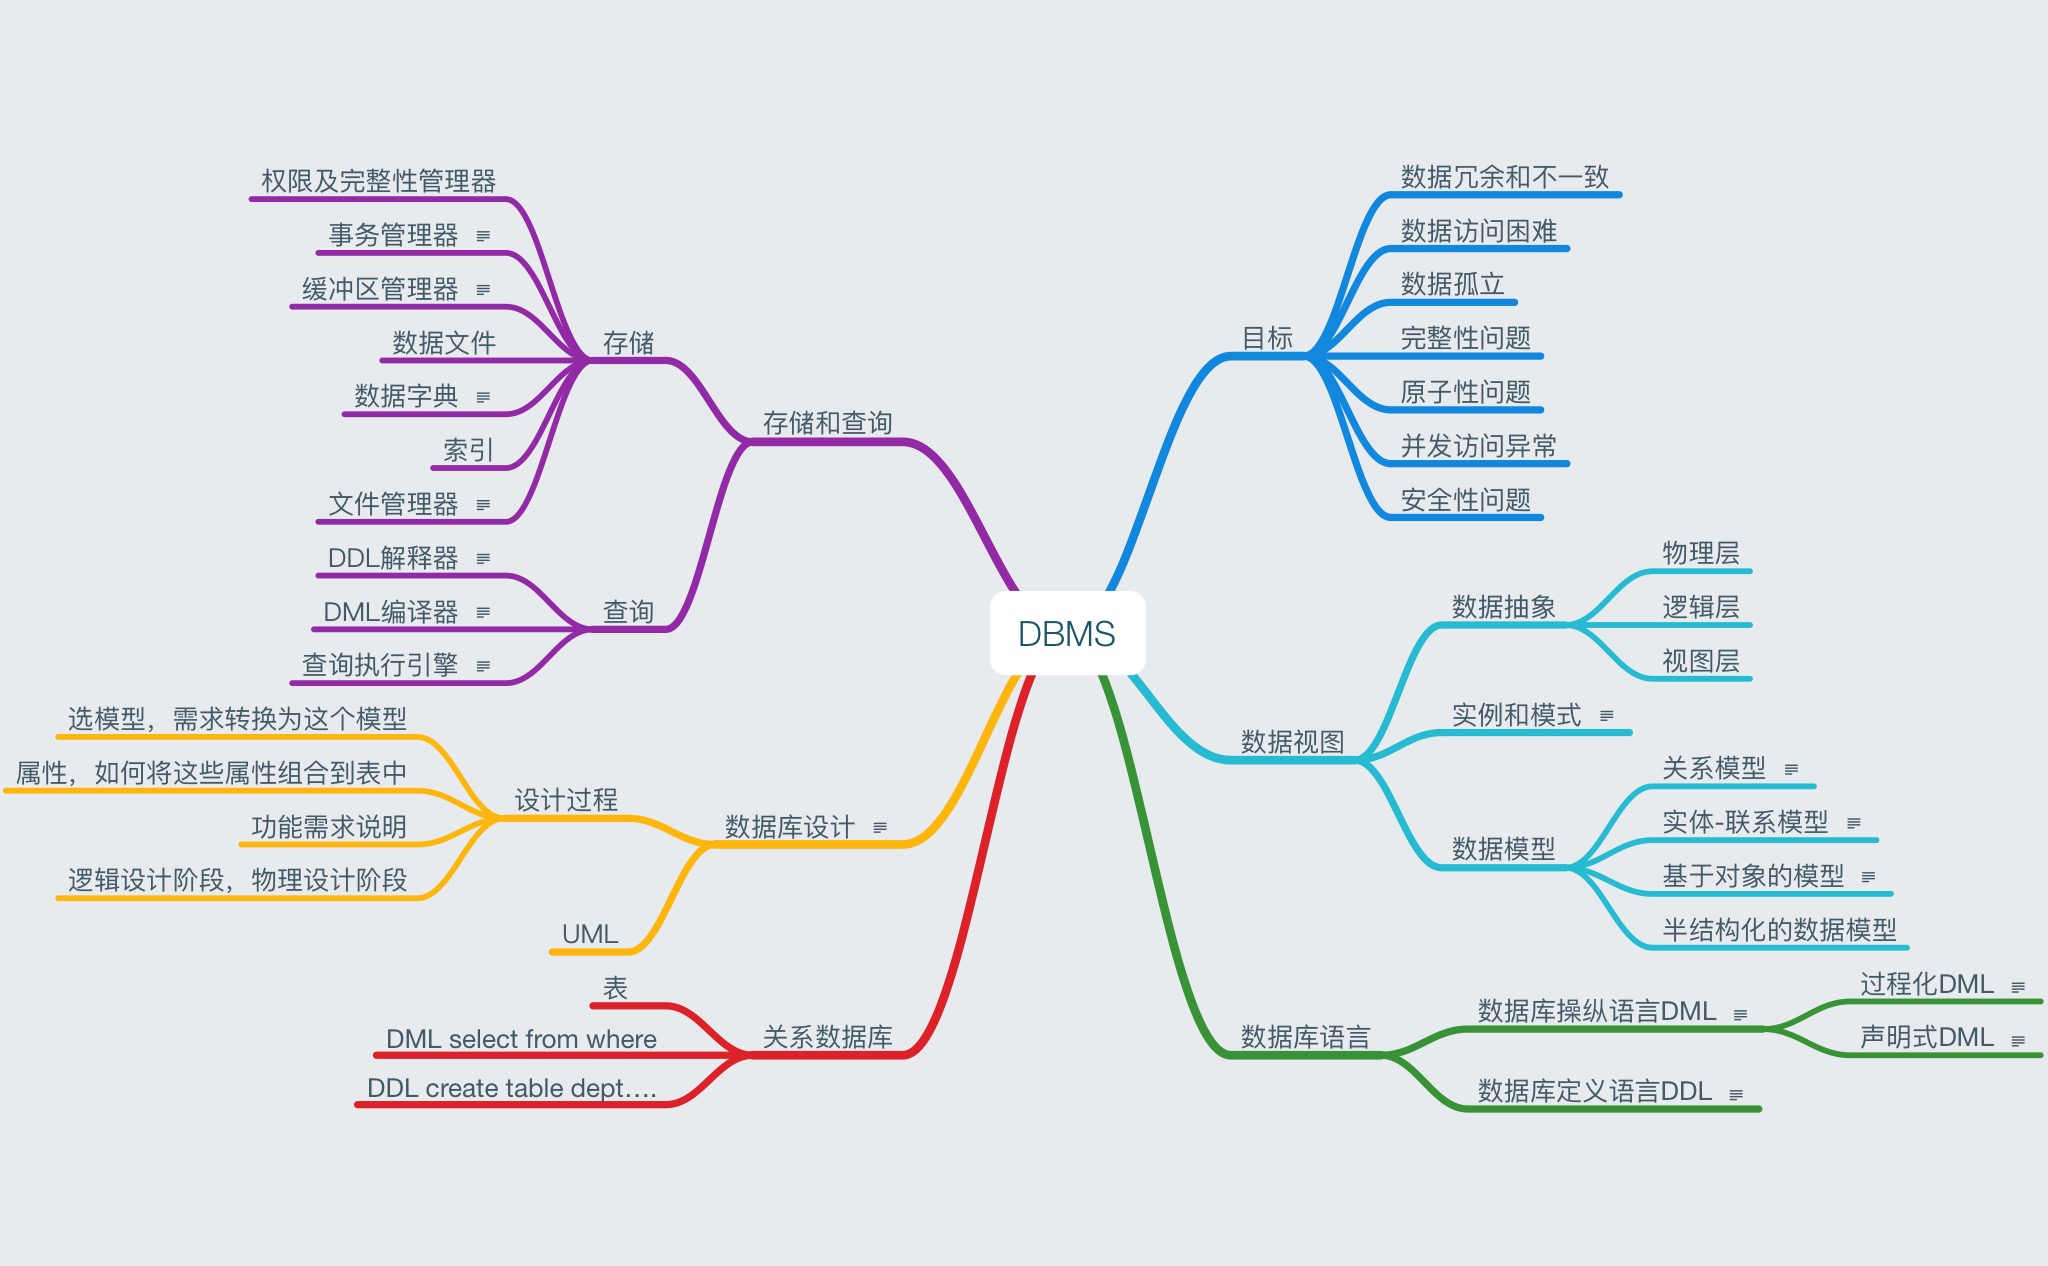 DBMS
目标
数据冗余和不一致
数据访问困难
数据孤立
完整性问题
原子性问题
并发访问异常
安全性问题
数据视图
数据抽象
物理层
逻辑层
视图层
实例和模式
数据模型
关系模型
实体-联系模型
基于对象的模型
半结构化的数据模型
数据库语言
数据库操纵语言DML
过程化DML
声明式DML
数据库定义语言DDL
存储和查询
存储
权限及完整性管理器
事务管理器
缓冲区管理器
数据文件
数据字典
索引
文件管理器
查询
DDL解释器
DML编译器
查询执行引擎
数据库设计
设计过程
选模型，需求转换为这个模型
属性，如何将这些属性组合到表中
功能需求说明
逻辑设计阶段，物理设计阶段
UML
关系数据库
表
DML select from where
DDL create table dept....